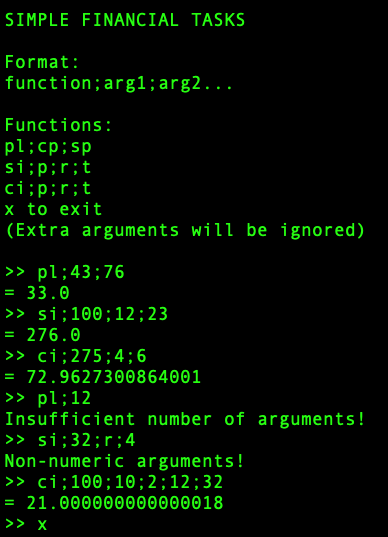 SIMPLE FINANCIAL TASKS
Format:
function;arg1;arg2...
Functions:
pl;cp;sp
si;p;r;t
ci;p;r;t
x to exit
(Extra arguments will be ignored)
>> pl;43;76
= 33.0
>> si;100;12;23
= 276.0
>> ci;275;4;6
= 72.9627300864001
>> pl;12
Insufficient number of arguments!
>> si;32;r;4
Non-numeric arguments!
>> ci;100;10;2;12;32
= 21.000000000000018
>> x